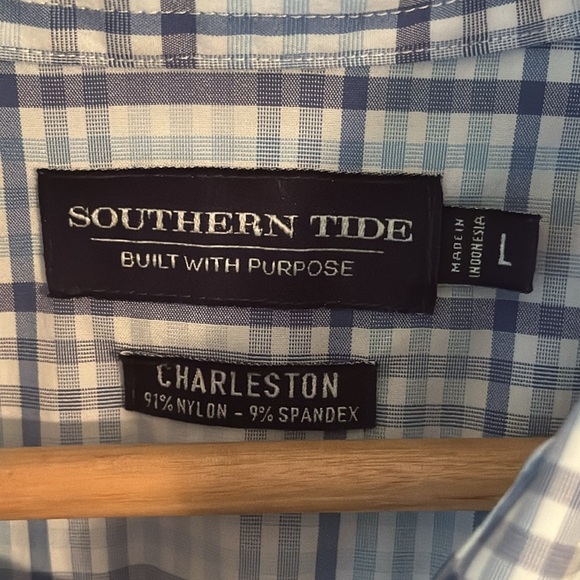 SOUTHERN TIDE
BUILT WITH PURPOSE
MADE IN
INDONESIA
L
CHARLESTON
91% NYLON - 9% SPANDEX